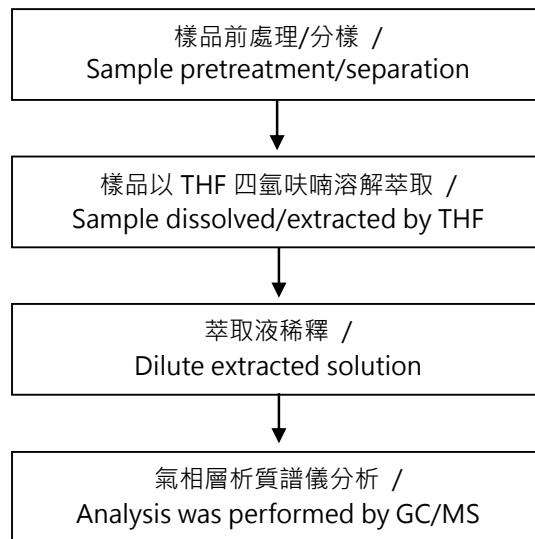 樣品前處理/分樣 /
Sample pretreatment/separation
樣品以 THF 四氫呋喃溶解萃取 /
Sample dissolved/extracted by THF
萃取液稀釋 /
Dilute extracted solution
氣相層析質譜儀分析 /
Analysis was performed by GC/MS